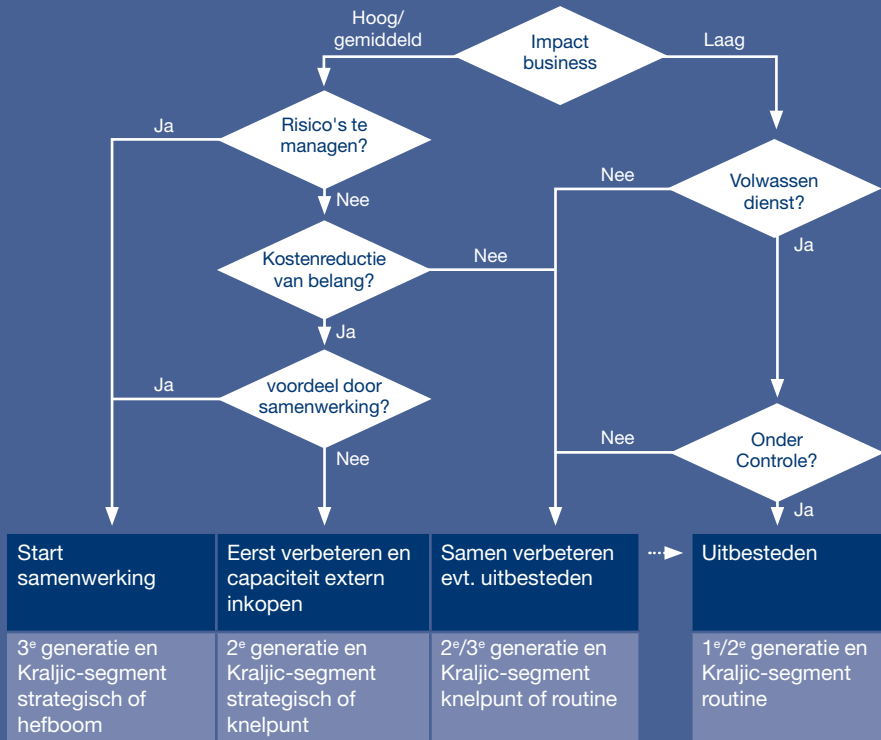 Hoog/
gemiddeld
Impact
business
Laag
Ja
Risico's te
managen?
Nee
Nee
Volwassen
dienst?
Ja
Kostenreductie
van belang?
Nee
Ja
Ja
voordeel door
samenwerking?
Nee
Nee
Onder
Controle?
Ja
Start
samenwerking
Eerst verbeteren en
capaciteit extern
inkopen
Samen verbeteren
evt. uitbesteden
Uitbesteden
3e generatie en
Kraljic-segment
strategisch of
hefboom
2e generatie en
Kraljic-segment
strategisch of
knelpunt
2e/3e generatie en
Kraljic-segment
knelpunt of routine
1e/2e generatie en
Kraljic-segment
routine